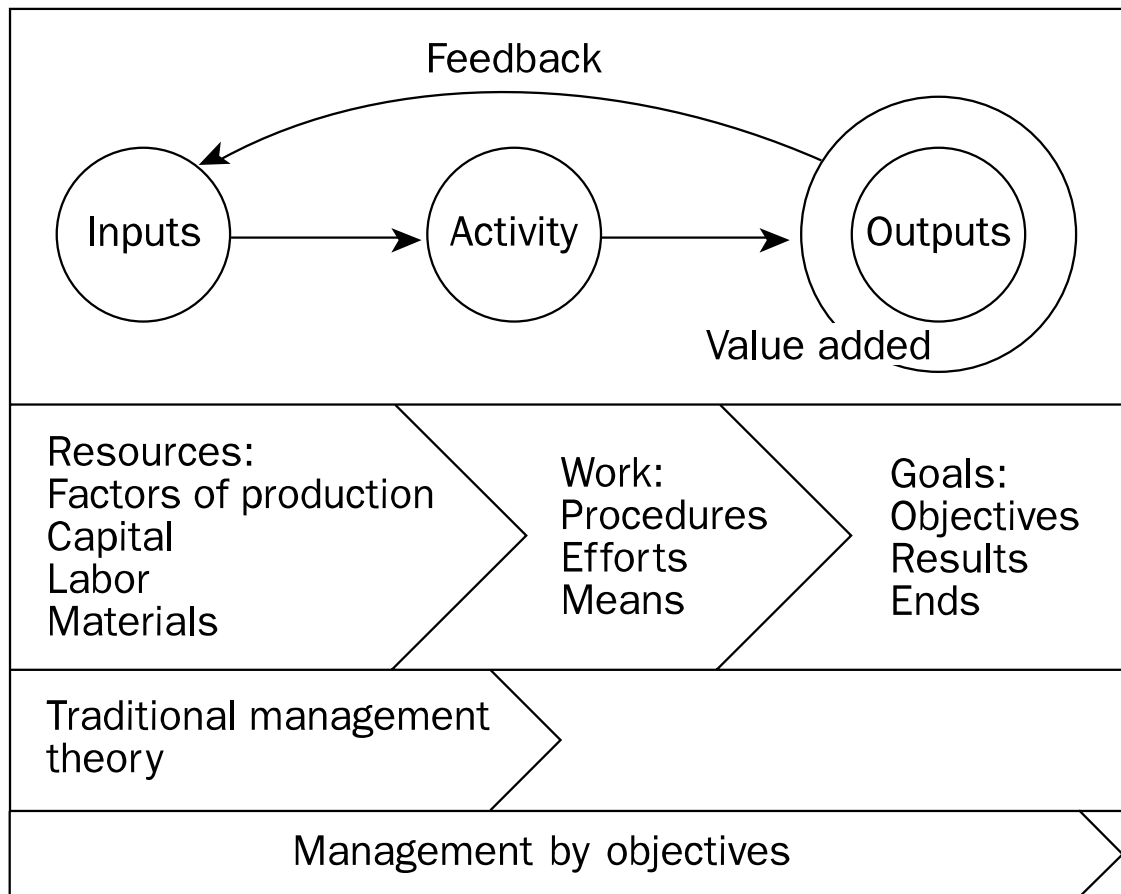 Feedback
Inputs
Activity
Outputs
Value added
Resources:
Factors of production
Capital
Labor
Materials
Work:
Procedures
Efforts
Means
Goals:
Objectives
Results
Ends
Traditional management
theory
Management by objectives